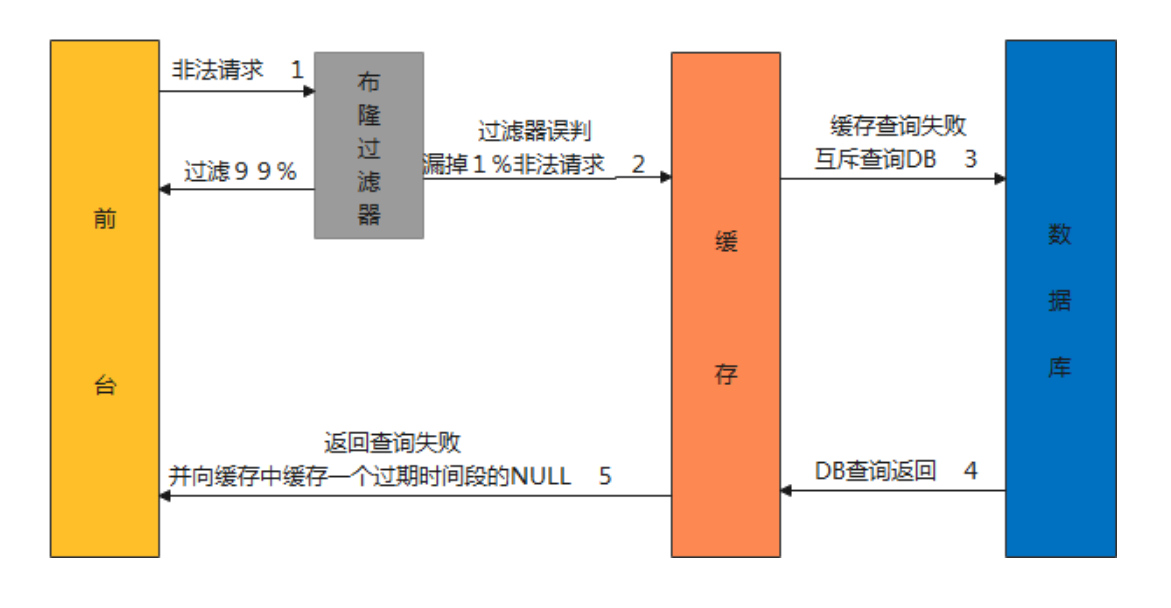 前台
非法请求 1
过滤９９%
布隆过滤器
过滤器误判
漏掉１%非法请求 2
缓存
缓存查询失败
互斥查询DB 3
数据库
返回查询失败
并向缓存中缓存一个过期时间段的NULL 5
DB查询返回 4